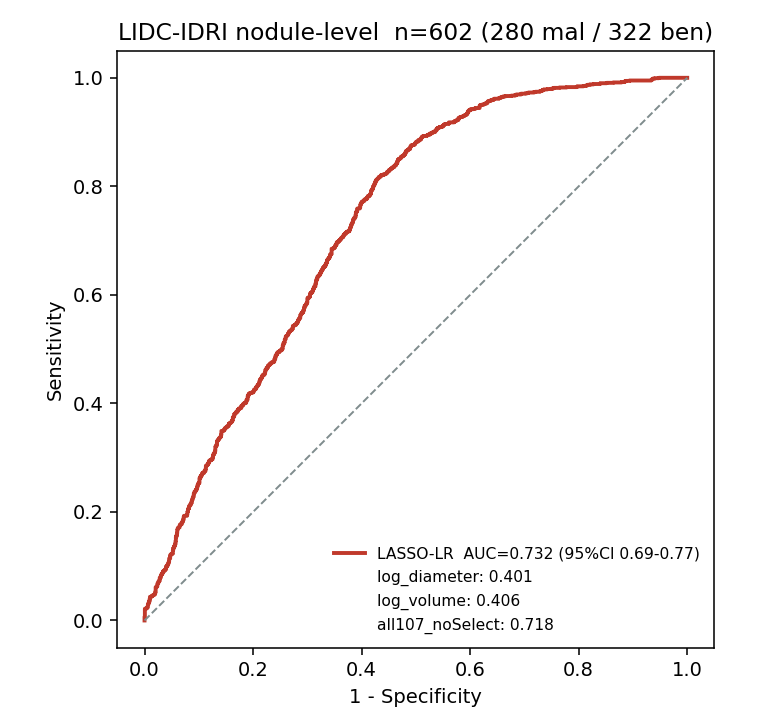 LIDC-IDRI nodule-level  n=602 (280 mal / 322 ben)
1.0
0.8
0.6
0.4
0.2
0.0
Sensitivity
LASSO-LR  AUC=0.732 (95%CI 0.69-0.77)
log_diameter: 0.401
log_volume: 0.406
all107_noSelect: 0.718
0.0 0.2 0.4 0.6 0.8 1.0
1 - Specificity